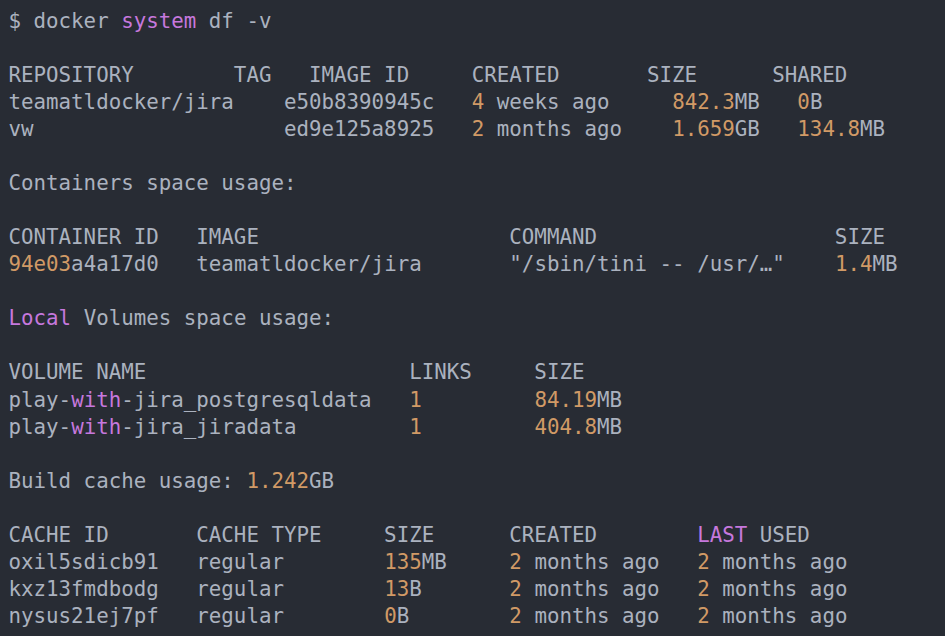 $ docker system df -v
REPOSITORY TAG IMAGE ID CREATED SIZE SHARED
teamatldocker/jira e50b8390945c 4 weeks ago 842.3MB 0B
vw ed9e125a8925 2 months ago 1.659GB 134.8MB
Containers space usage:
CONTAINER ID IMAGE COMMAND SIZE
94e03a4a17d0 teamatldocker/jira "/sbin/tini -- /usr/…" 1.4MB
Local Volumes space usage:
VOLUME NAME LINKS SIZE
play-with-jira_postgresqldata 1 84.19MB
play-with-jira_jiradata 1 404.8MB
Build cache usage: 1.242GB
CACHE ID CACHE TYPE SIZE CREATED LAST USED
oxil5sdicb91 regular 135MB 2 months ago 2 months ago
kxz13fmdbodg regular 13B 2 months ago 2 months ago
nysus21ej7pf regular 0B 2 months ago 2 months ago